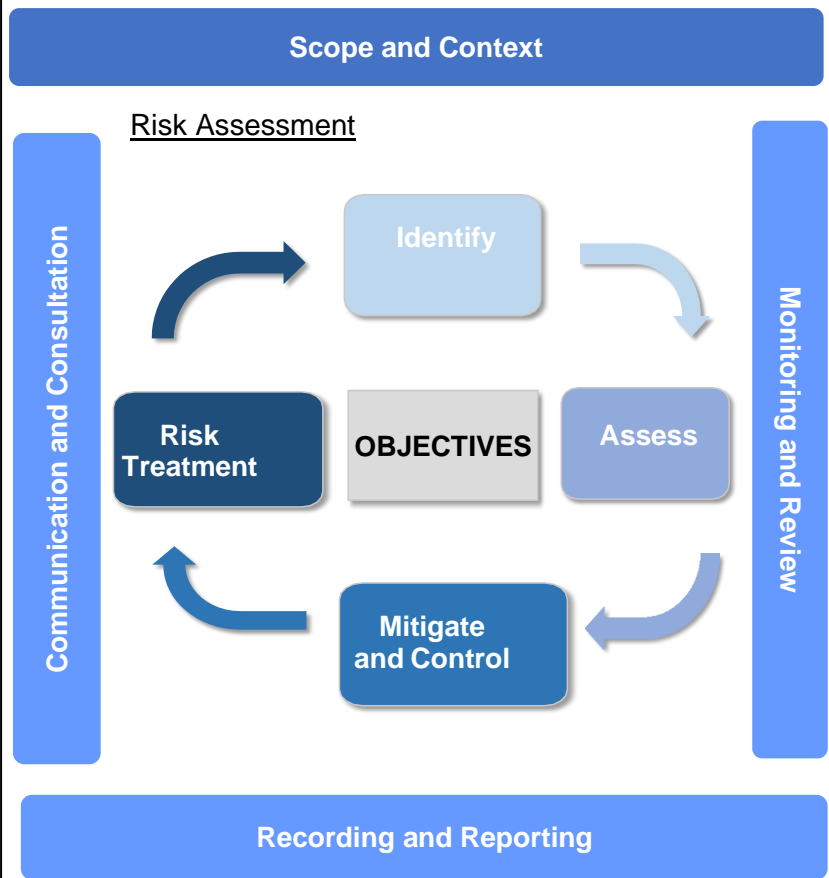 Scope and Context
Risk Assessment
Communication and Consultation
Identify
Monitoring and Review
Risk
Treatment
OBJECTIVES
Assess
Mitigate
and Control
Recording and Reporting